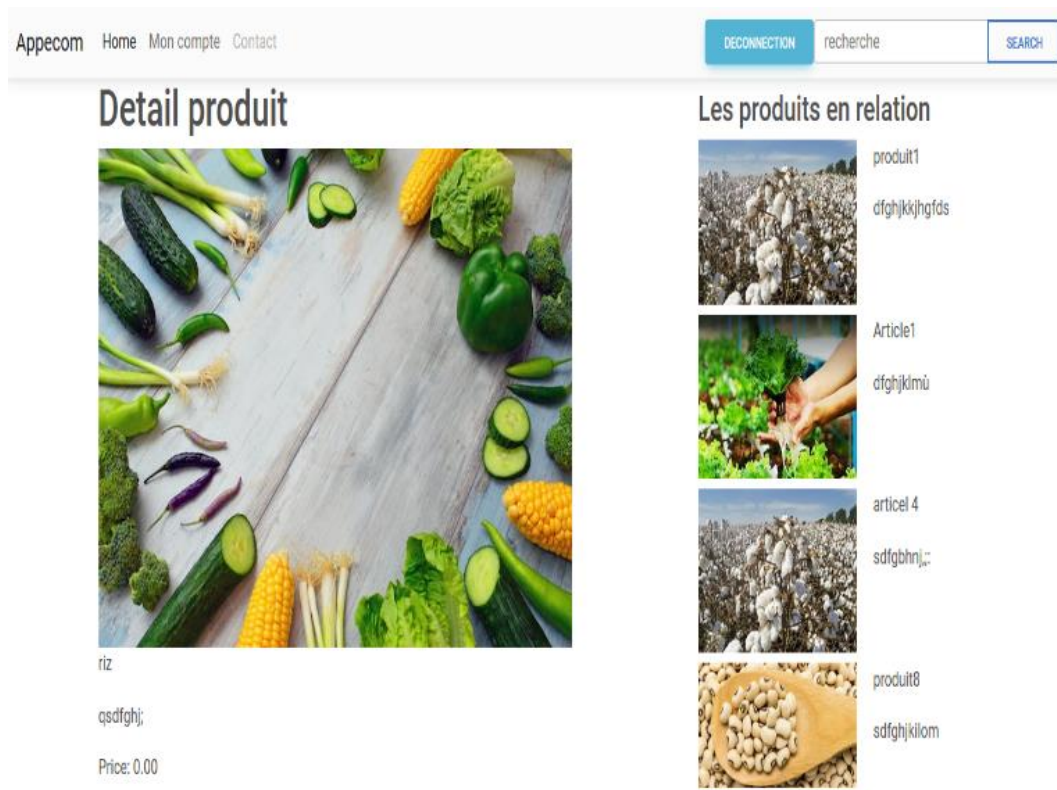 Appecom Home Mon compte Contact DECONNECTION recherche SEARCH
Detail produit
riz
qsdfghj;
Price: 0.00
Les produits en relation
produit1
dfghjkkjhgfds
Article1
dfghjklmù
articel 4
sdfgbhnj,;:
produit8
sdfghjkilom